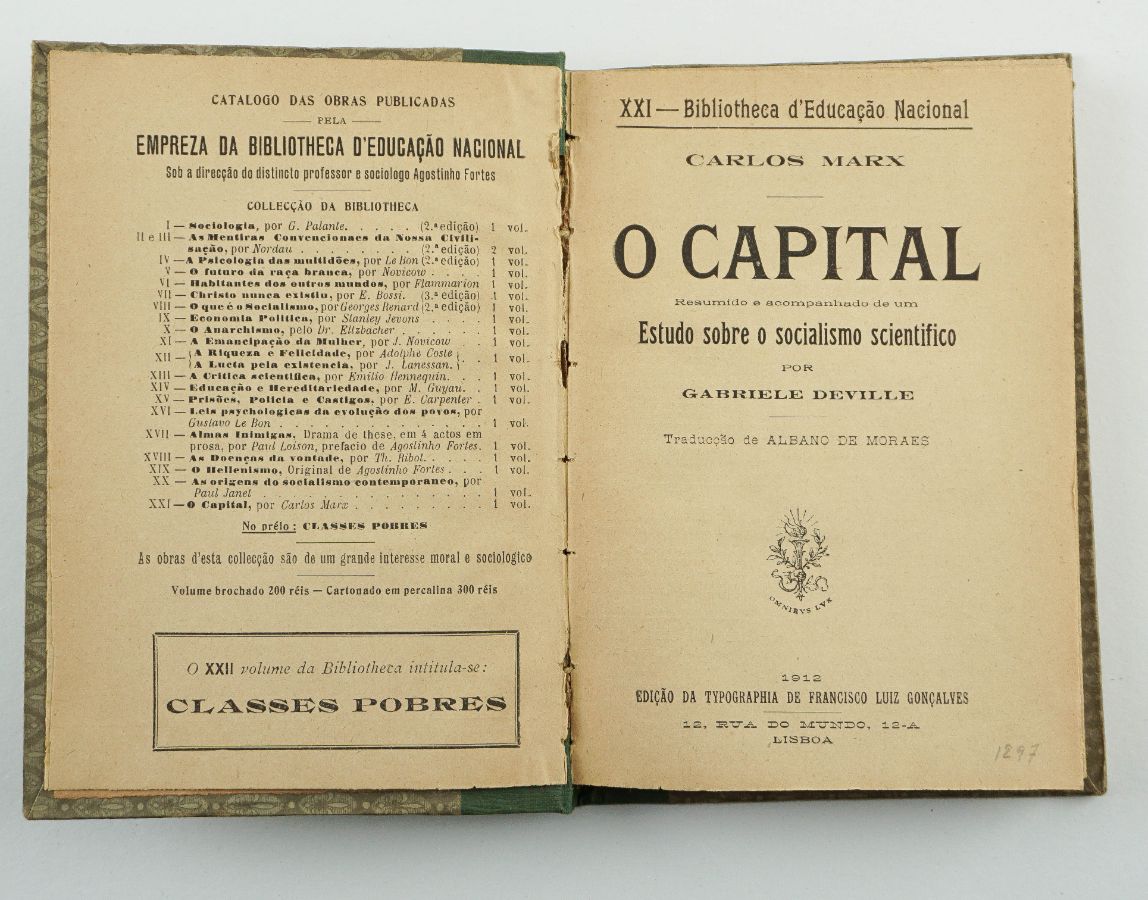 CATALOGO DAS OBRAS PUBLICADAS
PELA
EMPREZA DA BIBLIOTHECA D'EDUCAÇÃO NACIONAL
Sob a direcção do distincto professor e sociologo Agostinho Fortes
COLLECÇÃO DA BIBLIOTHECA
I — Sociologia, por G. Palante. . . . . (2.ª edição) 1 vol.
II e III — As Mentiras Convencionaes da Nossa Civili-
sação, por Nordau . . . . . (2.ª edição) 2 vol.
IV — A Psicologia das multidões, por Le Bon (2.ª edição) 1 vol.
V — O futuro da raça branca, por Novicow . . . . 1 vol.
VI — Habitantes dos outros mundos, por Flammarion 1 vol.
VII — Christo nunca existiu, por E. Bossi. (3.ª edição) 1 vol.
VIII — O que é o Socialismo, por Georges Renard (2.ª edição) 1 vol.
IX — Economia Politica, por Stanley Jevons . . . . 1 vol.
X — O Anarchismo, pelo Dr. Eltzbacher . . . . . . 1 vol.
XI — A Emancipação da Mulher, por J. Novicow . . . 1 vol.
XII — { A Riqueza e Felicidade, por Adolphe Coste } . . 1 vol.
{ A Lucta pela existencia, por J. Lanessan. }
XIII — A Critica scientifica, por Emilio Hennequin. . . 1 vol.
XIV — Educação e Hereditariedade, por M. Guyau. . . 1 vol.
XV — Prisões, Policia e Castigos, por E. Carpenter . 1 vol.
XVI — Leis psychologicas da evolução dos povos, por
Gustavo Le Bon . . . . . . . . . . . . 1 vol.
XVII — Almas Inimigas, Drama de these, em 4 actos em
prosa, por Paul Loison, prefacio de Agostinho Fortes. 1 vol.
XVIII — As Doenças da vontade, por Th. Ribol. . . . 1 vol.
XIX — O Hellenismo, Original de Agostinho Fortes . . . 1 vol.
XX — As origens do socialismo contemporaneo, por
Paul Janet . . . . . . . . . . . . . 1 vol.
XXI — O Capital, por Carlos Marx . . . . . . . . . 1 vol.
No prélo: CLASSES POBRES
As obras d'esta collecção são de um grande interesse moral e sociologico
Volume brochado 200 réis — Cartonado em percalina 300 réis
O XXII volume da Bibliotheca intitula-se:
CLASSES POBRES
XXI — Bibliotheca d'Educação Nacional
CARLOS MARX
O CAPITAL
Resumido e acompanhado de um
Estudo sobre o socialismo scientifico
POR
GABRIELE DEVILLE
Traducção de ALBANO DE MORAES
OMNIBVS LVX
1912
EDIÇÃO DA TYPOGRAPHIA DE FRANCISCO LUIZ GONÇALVES
12, RUA DO MUNDO, 12-A
LISBOA
1297